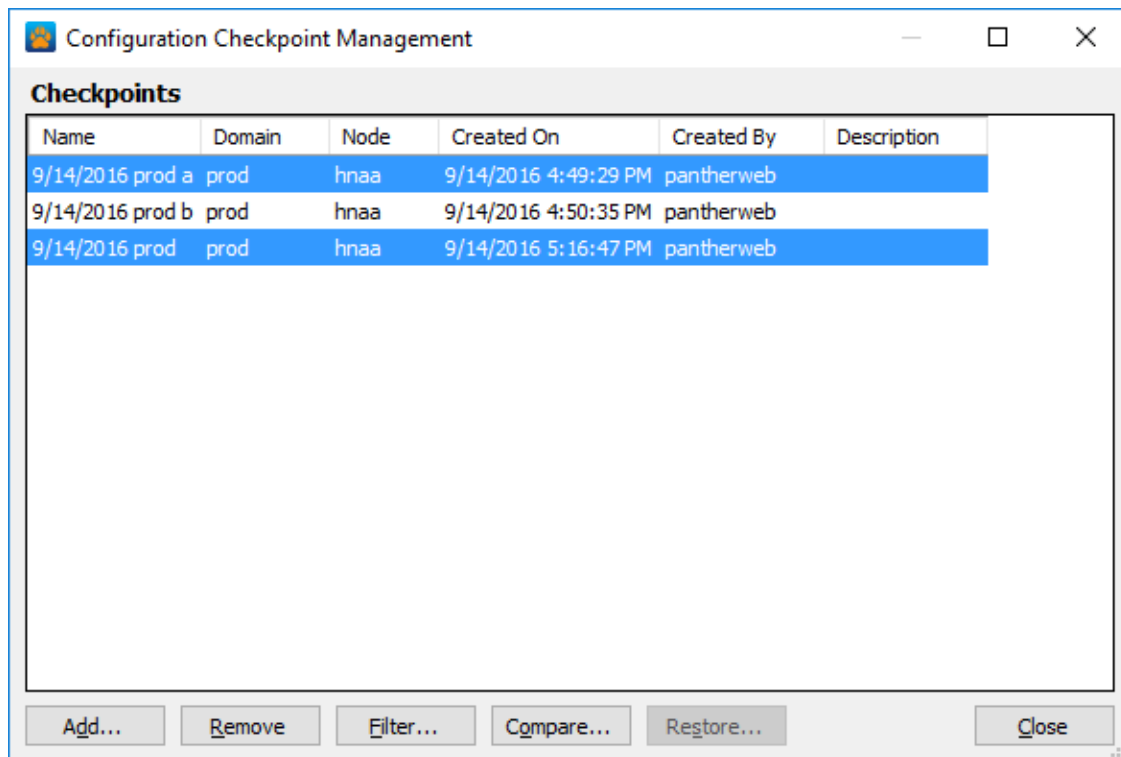 Configuration Checkpoint Management
Checkpoints
Name Domain Node Created On Created By Description
9/14/2016 prod a prod hnaa 9/14/2016 4:49:29 PM pantherweb
9/14/2016 prod b prod hnaa 9/14/2016 4:50:35 PM pantherweb
9/14/2016 prod prod hnaa 9/14/2016 5:16:47 PM pantherweb
Add... Remove Filter... Compare... Restore... Close